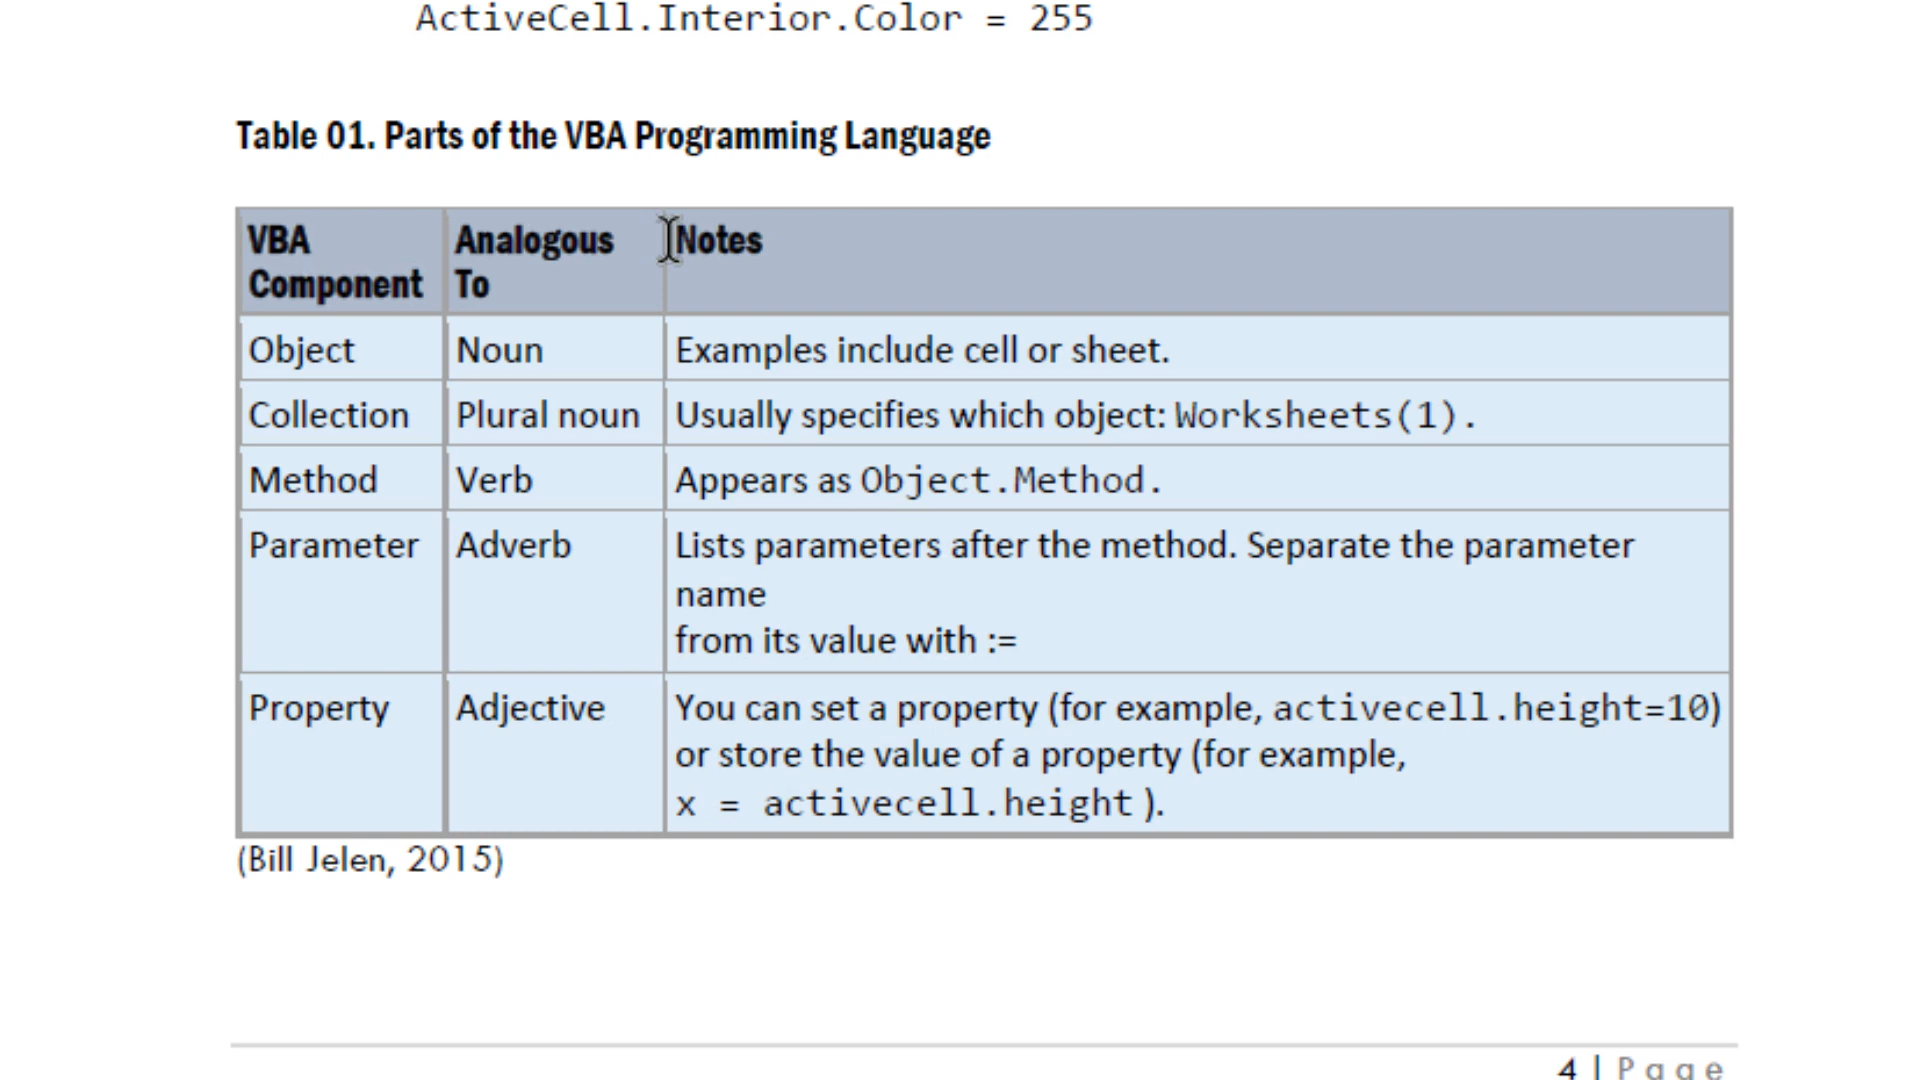 ActiveCell.Interior.Color = 255
Table 01. Parts of the VBA Programming Language
VBA Component Analogous To Notes
Object Noun Examples include cell or sheet.
Collection Plural noun Usually specifies which object: Worksheets(1).
Method Verb Appears as Object.Method.
Parameter Adverb Lists parameters after the method. Separate the parameter
name
from its value with :=
Property Adjective You can set a property (for example, activecell.height=10)
or store the value of a property (for example,
x = activecell.height ).
(Bill Jelen, 2015)
4 | Page